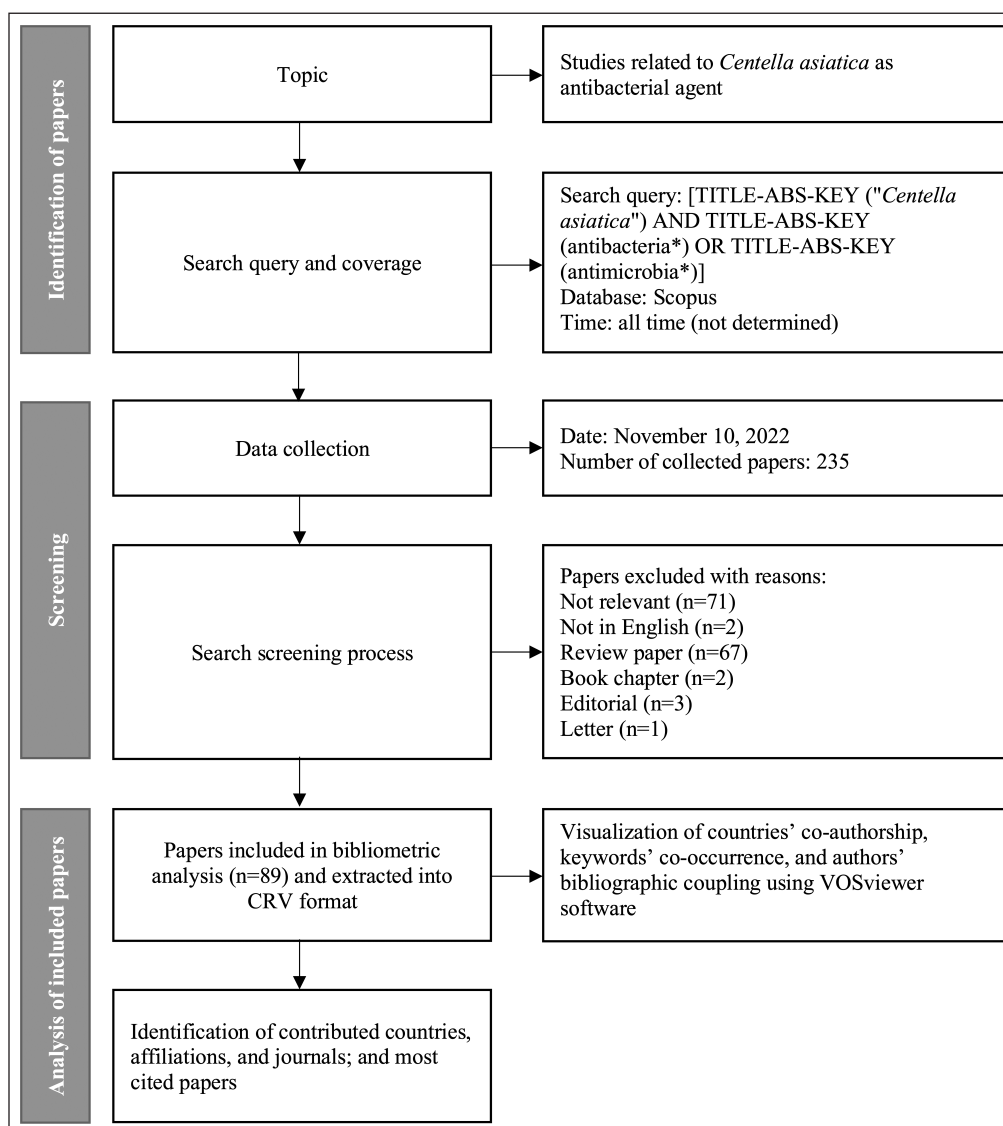 Identification of papers
Topic
Studies related to Centella asiatica as
antibacterial agent
Search query and coverage
Search query: [TITLE-ABS-KEY ("Centella
asiatica") AND TITLE-ABS-KEY
(antibacteria*) OR TITLE-ABS-KEY
(antimicrobia*)]
Database: Scopus
Time: all time (not determined)
Screening
Data collection
Date: November 10, 2022
Number of collected papers: 235
Search screening process
Papers excluded with reasons:
Not relevant (n=71)
Not in English (n=2)
Review paper (n=67)
Book chapter (n=2)
Editorial (n=3)
Letter (n=1)
Analysis of included papers
Papers included in bibliometric
analysis (n=89) and extracted into
CRV format
Visualization of countries’ co-authorship,
keywords’ co-occurrence, and authors’
bibliographic coupling using VOSviewer
software
Identification of contributed countries,
affiliations, and journals; and most
cited papers